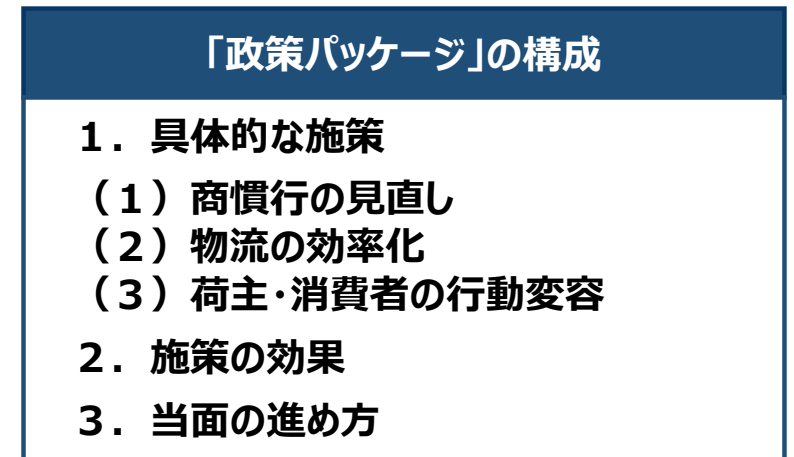 「政策パッケージ」の構成
１．具体的な施策
（１）商慣行の見直し
（２）物流の効率化
（３）荷主・消費者の行動変容
２．施策の効果
３．当面の進め方